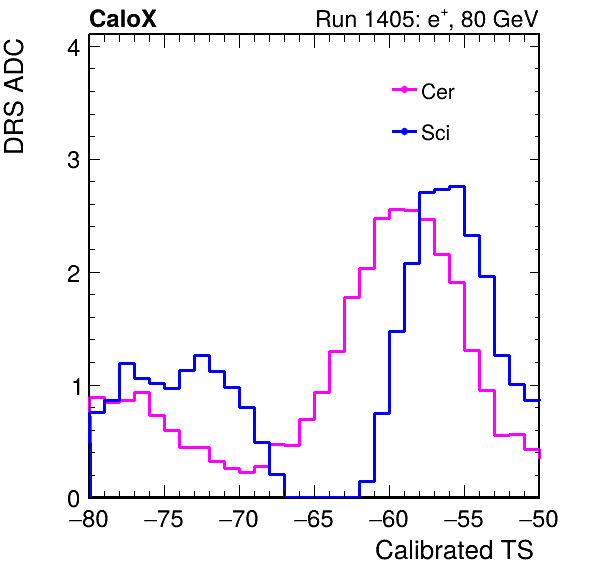 CaloX Run 1405: e⁺, 80 GeV
DRS ADC
4
Cer
Sci
3
2
1
0
−80 −75 −70 −65 −60 −55 −50
Calibrated TS